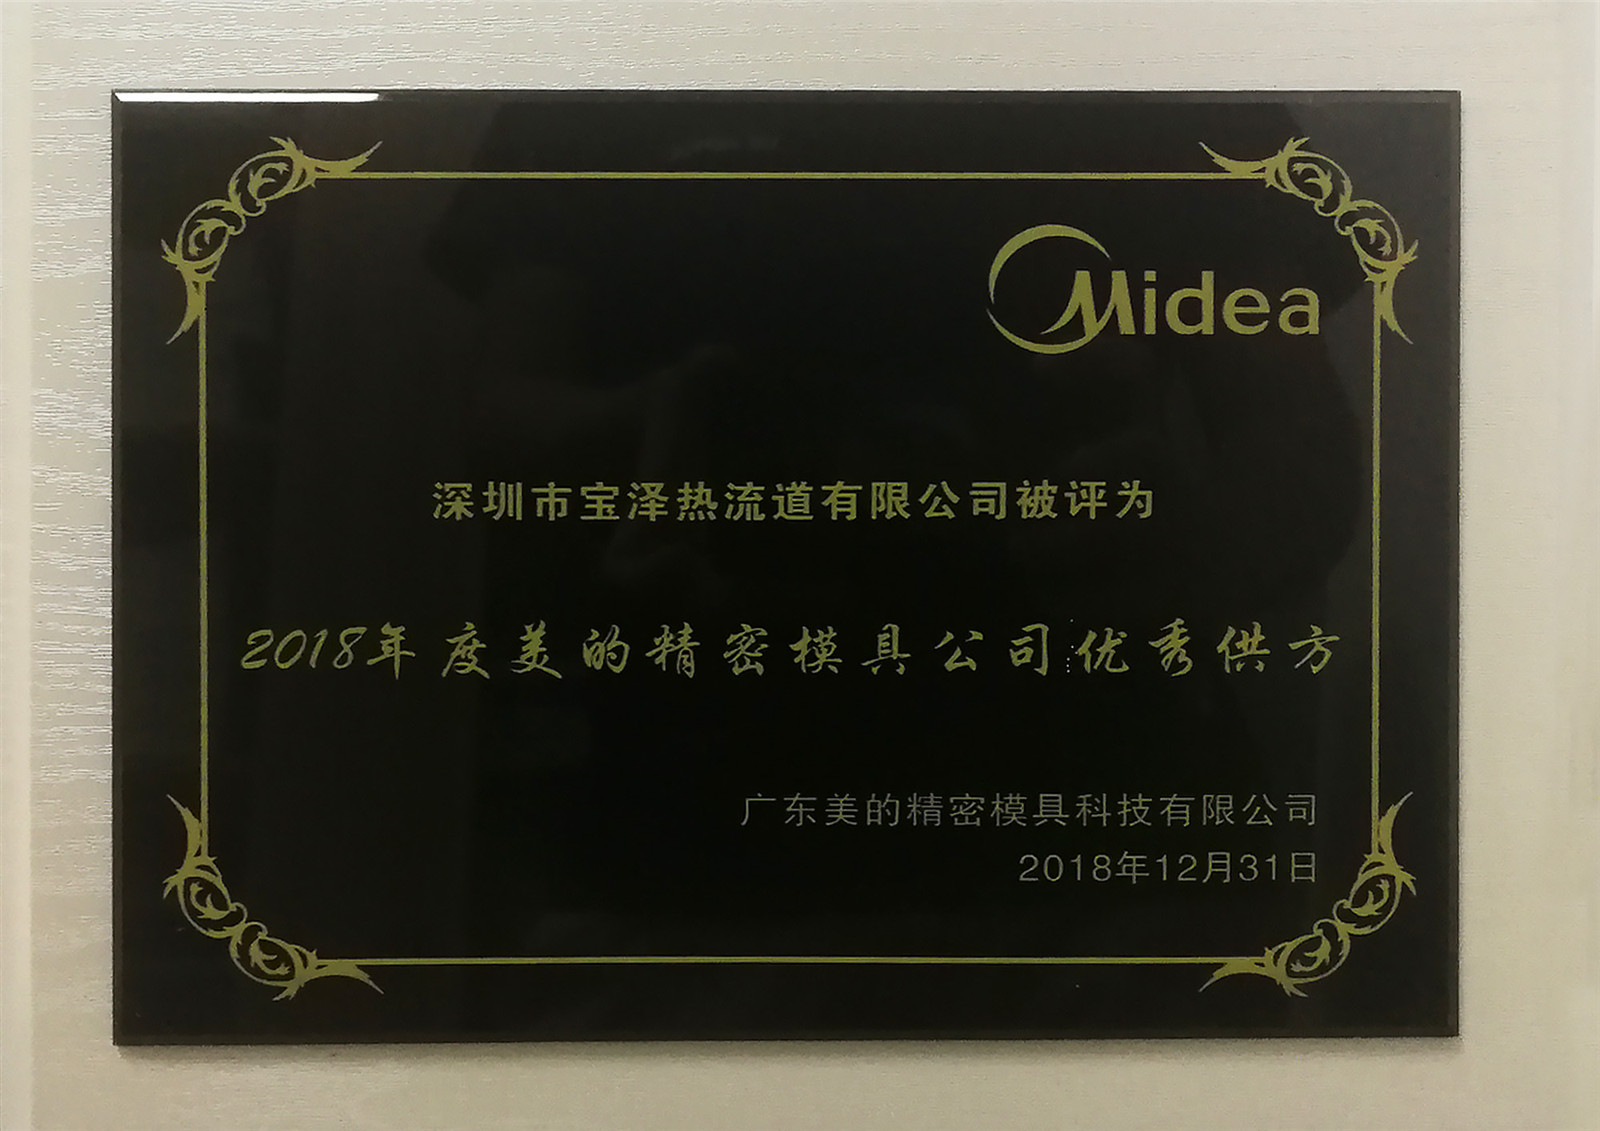 Midea
深圳市宝泽热流道有限公司被评为
2018年度美的精密模具公司优秀供方
广东美的精密模具科技有限公司
2018年12月31日